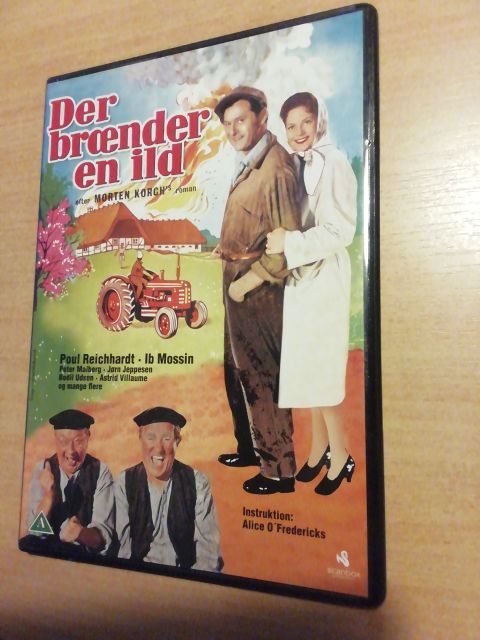 Der
brænder
en ild
efter MORTEN KORCH's roman
Poul Reichhardt · Ib Mossin
Peter Malberg · Jørn Jeppesen
Bodil Udsen · Astrid Villaume
og mange flere
Instruktion:
Alice O´Fredericks
A
scanbox